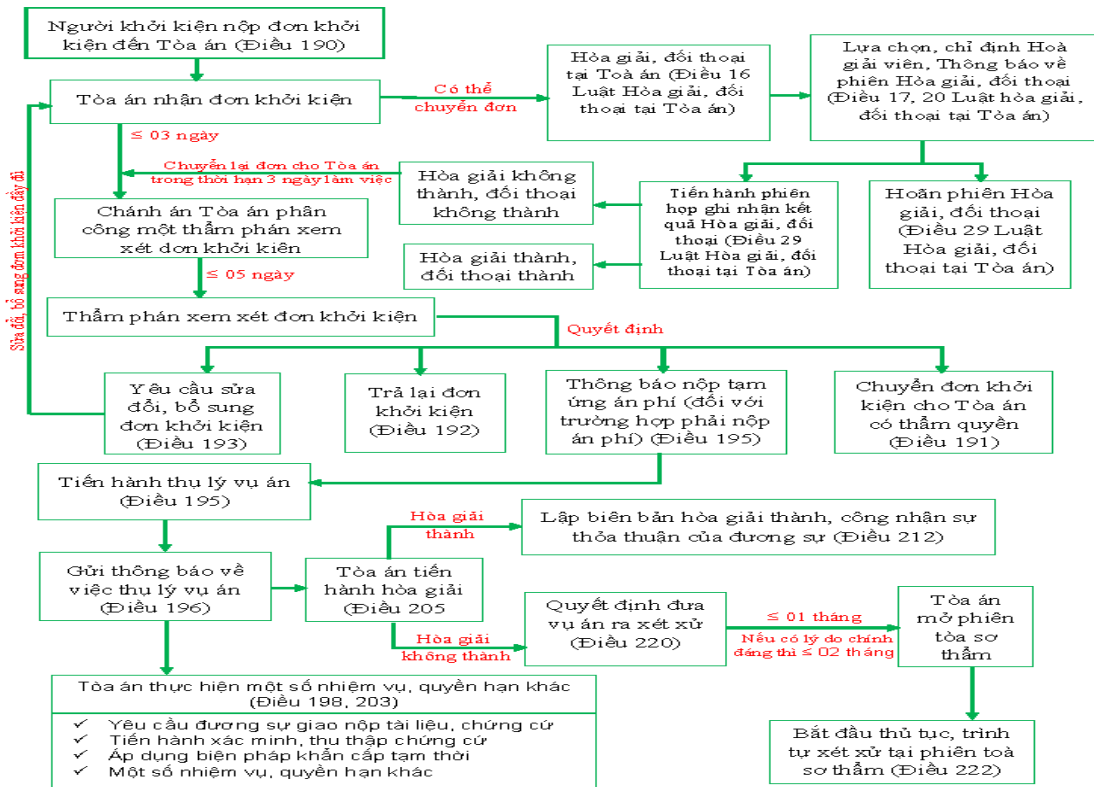 Người khởi kiện nộp đơn khởi
kiện đến Tòa án (Điều 190)
Tòa án nhận đơn khởi kiện
Có thể
chuyển đơn
Hòa giải, đối thoại
tại Toà án (Điều 16
Luật Hòa giải, đối
thoại tại Tòa án)
Lựa chọn, chỉ định Hoà
giải viên, Thông báo về
phiên Hòa giải, đối thoại
(Điều 17, 20 Luật hòa giải,
đối thoại tại Tòa án)
≤ 03 ngày
Chuyển lại đơn cho Tòa án
trong thời hạn 3 ngày làm việc
Hòa giải không
thành, đối thoại
không thành
Tiến hành phiên
họp ghi nhận kết
quả Hòa giải, đối
thoại (Điều 29
Luật Hòa giải, đối
thoại tại Tòa án)
Hoãn phiên Hòa
giải, đối thoại
(Điều 29 Luật
Hòa giải, đối
thoại tại Tòa án)
Chánh án Tòa án phân
công một thẩm phán xem
xét đơn khởi kiên
Hòa giải thành,
đối thoại thành
≤ 05 ngày
Thẩm phán xem xét đơn khởi kiện
Quyết định
Sửa đổi, bổ sung đơn khởi kiện đầy đủ
Yêu cầu sửa
đổi, bổ sung
đơn khởi kiện
(Điều 193)
Trả lại đơn
khởi kiện
(Điều 192)
Thông báo nộp tạm
ứng án phí (đối với
trường hợp phải nộp
án phí) (Điều 195)
Chuyển đơn khởi
kiện cho Tòa án
có thẩm quyền
(Điều 191)
Tiến hành thụ lý vụ án
(Điều 195)
Hòa giải
thành
Lập biên bản hòa giải thành, công nhận sự
thỏa thuận của đương sự (Điều 212)
Gửi thông báo về
việc thụ lý vụ án
(Điều 196)
Tòa án tiến
hành hòa giải
(Điều 205
Hòa giải
không thành
Quyết định đưa
vụ án ra xét xử
(Điều 220)
≤ 01 tháng
Nếu có lý do chính
đáng thì ≤ 02 tháng
Tòa án
mở phiên
tòa sơ
thẩm
Tòa án thực hiện một số nhiệm vụ, quyền hạn khác
(Điều 198, 203)
✓ Yêu cầu đương sự giao nộp tài liệu, chứng cứ
✓ Tiến hành xác minh, thu thập chứng cứ
✓ Áp dụng biện pháp khẩn cấp tạm thời
✓ Một số nhiệm vụ, quyền hạn khác
Bắt đầu thủ tục, trình
tự xét xử tại phiên toà
sơ thẩm (Điều 222)